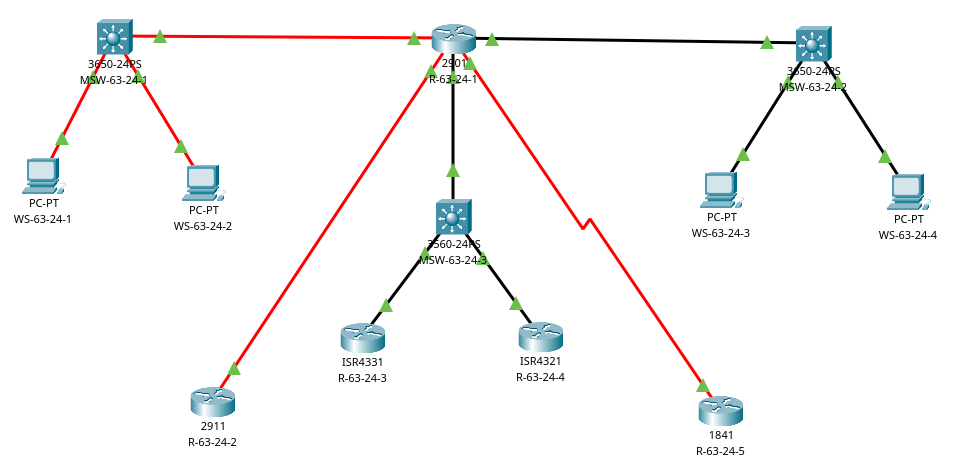 3650-24PS
MSW-63-24-1
2901
R-63-24-1
3650-24PS
MSW-63-24-2
PC-PT
WS-63-24-1
PC-PT
WS-63-24-2
PC-PT
WS-63-24-3
PC-PT
WS-63-24-4
3560-24PS
MSW-63-24-3
ISR4331
R-63-24-3
ISR4321
R-63-24-4
2911
R-63-24-2
1841
R-63-24-5